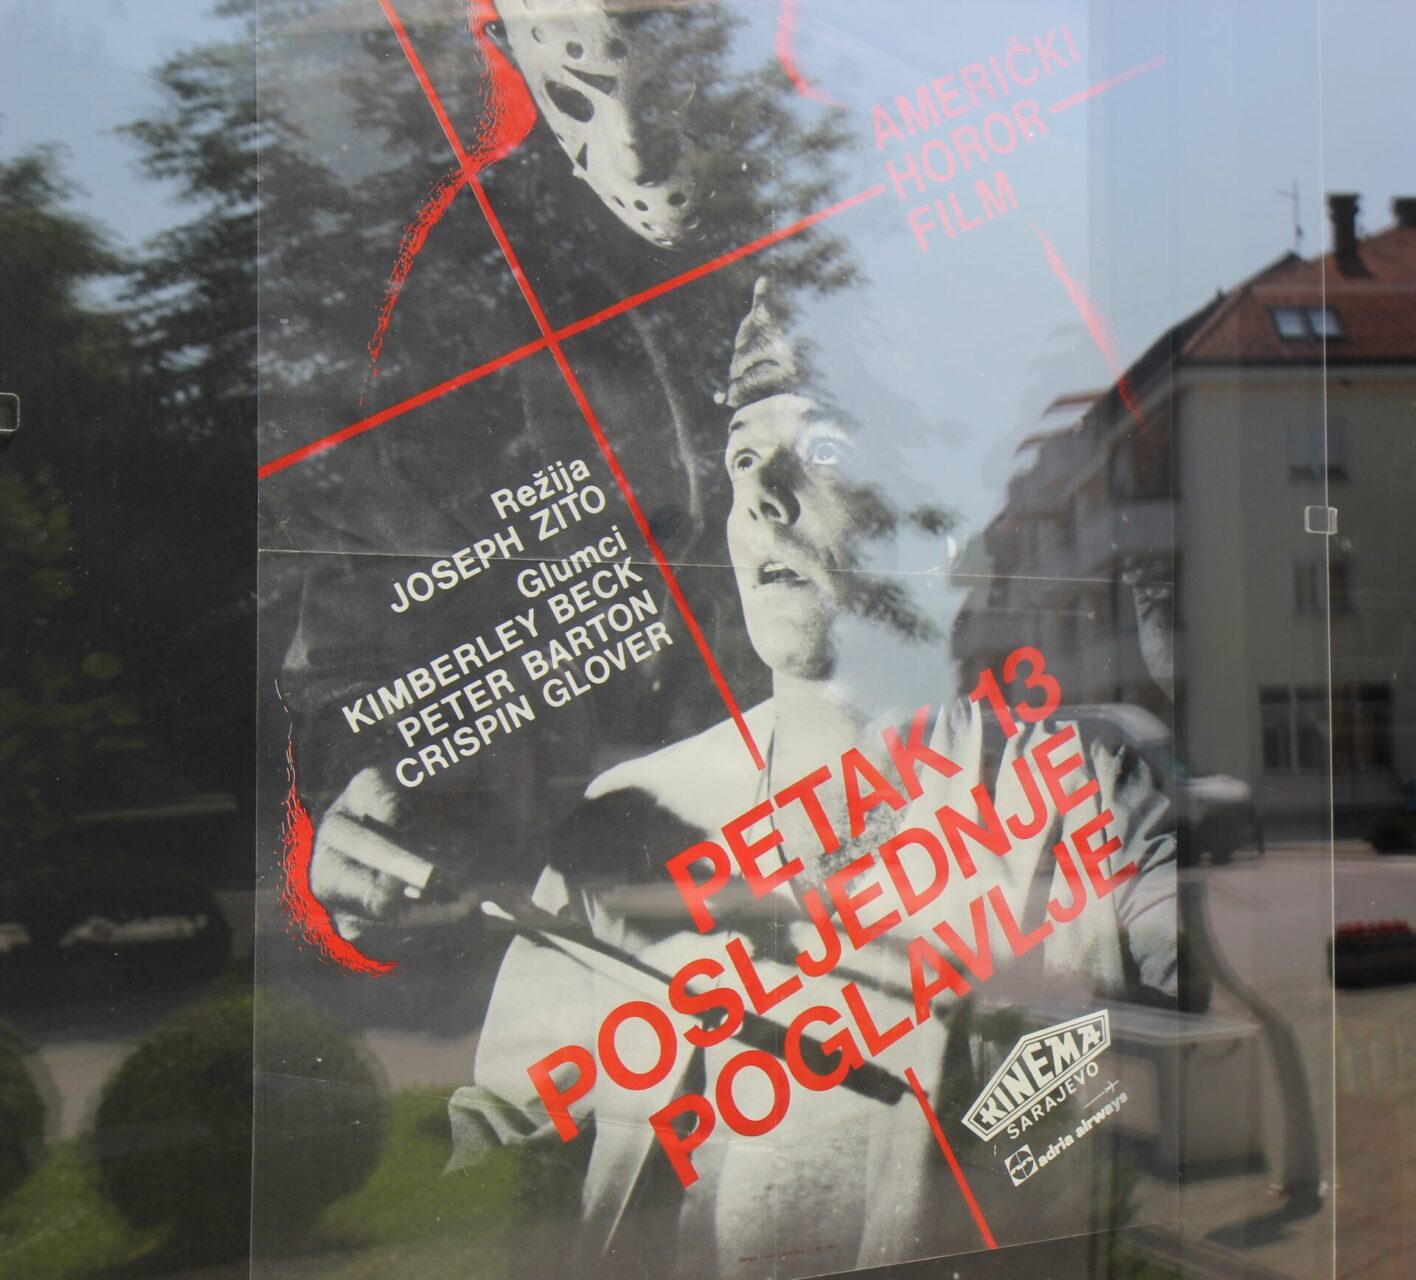 AMERIČKI
HOROR
FILM
Režija
JOSEPH ZITO
Glumci
KIMBERLEY BECK
PETER BARTON
CRISPIN GLOVER
PETAK 13
POSLJEDNJE
POGLAVLJE
KINEMA
SARAJEVO
adria airways